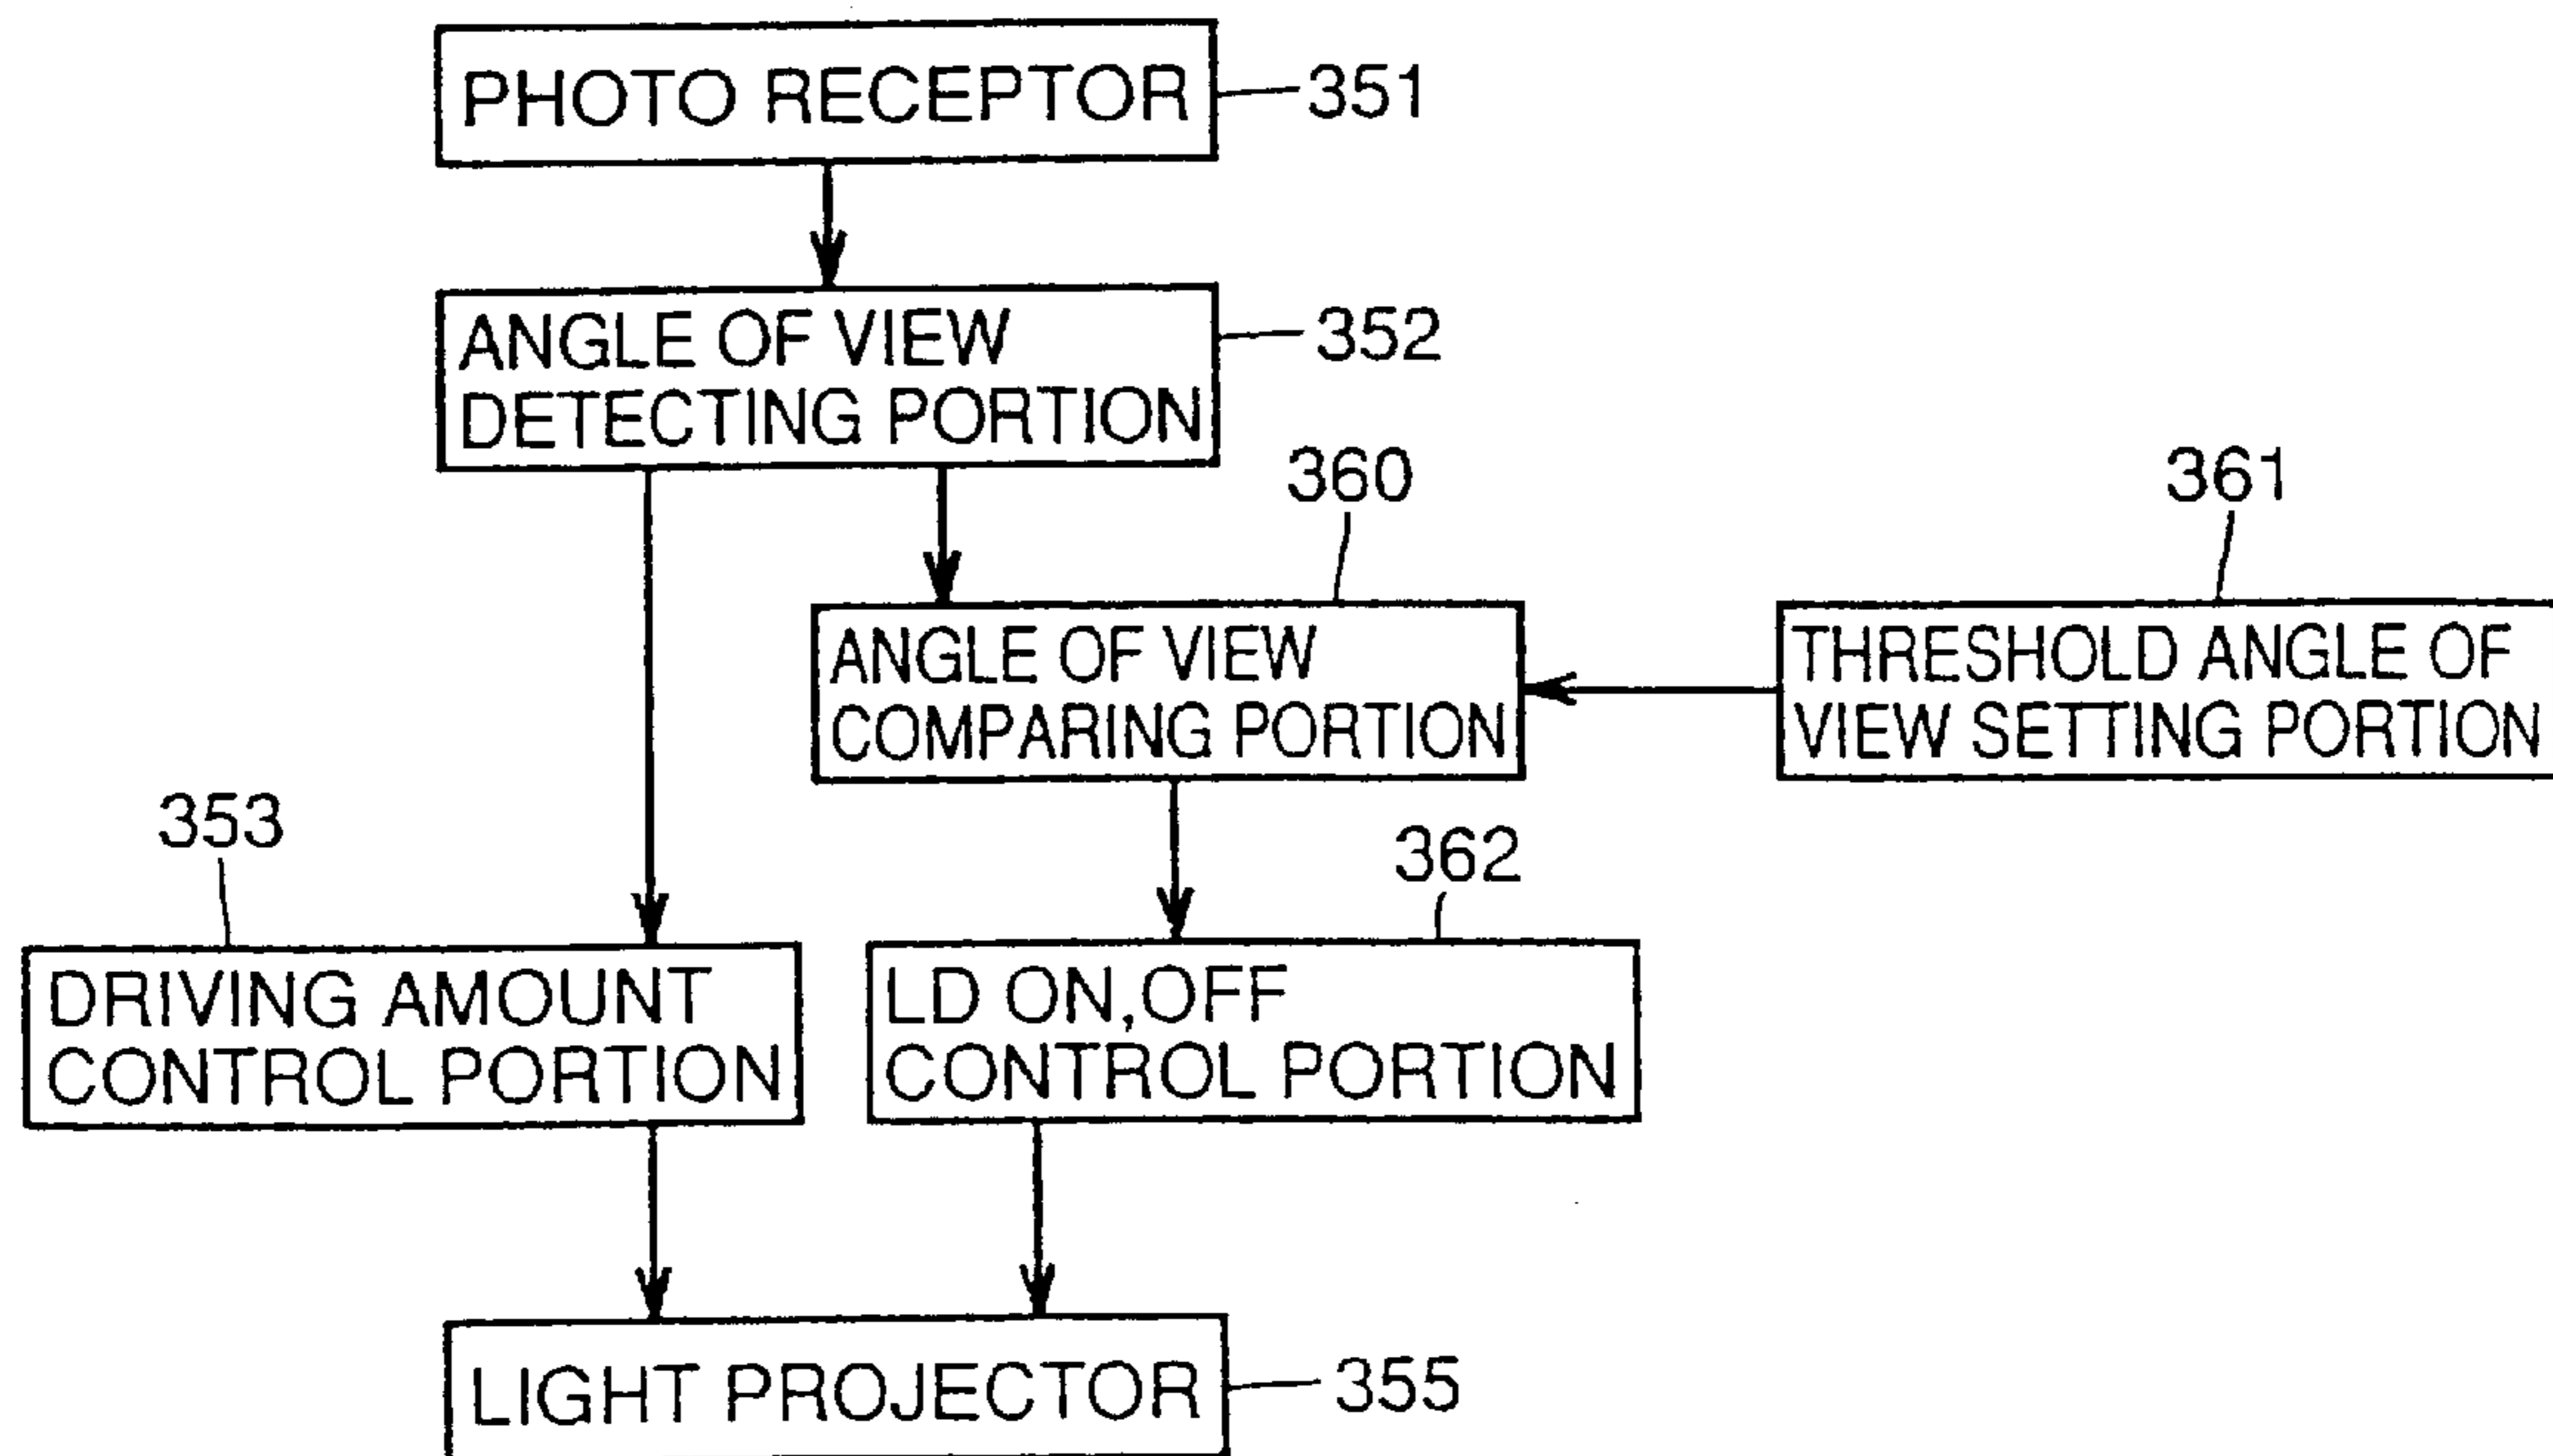 PHOTO RECEPTOR
351
ANGLE OF VIEW
DETECTING PORTION
352
360
361
ANGLE OF VIEW
COMPARING PORTION
THRESHOLD ANGLE OF
VIEW SETTING PORTION
353
362
DRIVING AMOUNT
CONTROL PORTION
LD ON,OFF
CONTROL PORTION
LIGHT PROJECTOR
355